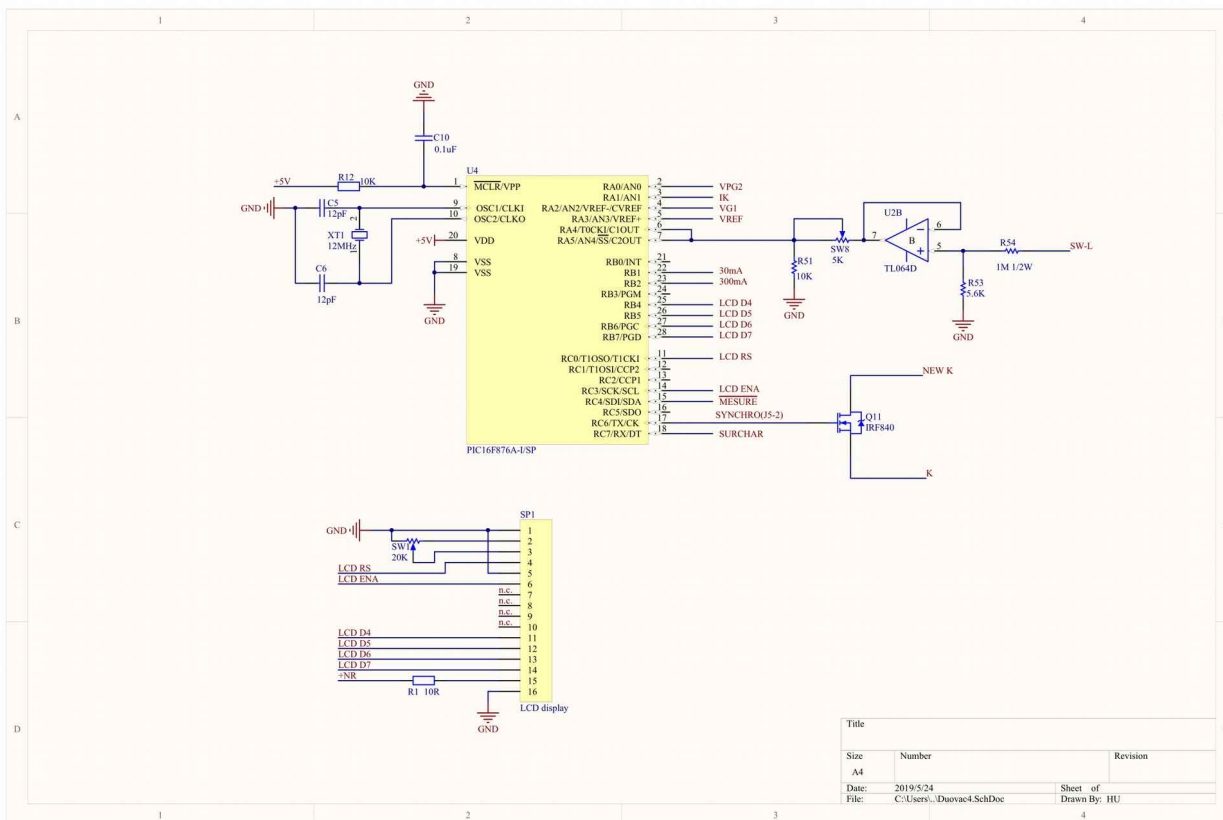 1 2 3 4
A
B
C
D
GND
C10
0.1uF
+5V
R12 10K
GND
C5
12pF
2
XT1
12MHz
1
C6
12pF
+5V
GND
U4
1 MCLR/VPP
9 OSC1/CLKI
10 OSC2/CLKO
20 VDD
8 VSS
19 VSS
RA0/AN0 2 VPG2
RA1/AN1 3 IK
RA2/AN2/VREF-/CVREF 4 VG1
RA3/AN3/VREF+ 5 VREF
RA4/T0CKI/C1OUT 6
RA5/AN4/SS/C2OUT 7
RB0/INT 21
RB1 22 30mA
RB2 23 300mA
RB3/PGM 24
RB4 25 LCD D4
RB5 26 LCD D5
RB6/PGC 27 LCD D6
RB7/PGD 28 LCD D7
RC0/T1OSO/T1CKI 11 LCD RS
RC1/T1OSI/CCP2 12
RC2/CCP1 13
RC3/SCK/SCL 14 LCD ENA
RC4/SDI/SDA 15 MESURE
RC5/SDO 16
RC6/TX/CK 17 SYNCHRO(J5-2)
RC7/RX/DT 18 SURCHAR
PIC16F876A-I/SP
R51
10K
GND
SW8
5K
U2B
7 B 6
5
TL064D
R54
1M 1/2W
SW-L
R53
5.6K
GND
NEW K
Q11
IRF840
K
SP1
GND
SW1
20K
LCD RS
LCD ENA
n.c.
n.c.
n.c.
n.c.
LCD D4
LCD D5
LCD D6
LCD D7
+NR
R1 10R
GND
1
2
3
4
5
6
7
8
9
10
11
12
13
14
15
16
LCD display
Title
Size Number Revision
A4
Date: 2019/5/24 Sheet of
File: C:\Users\..\Duovac4.SchDoc Drawn By: HU
1 2 3 4